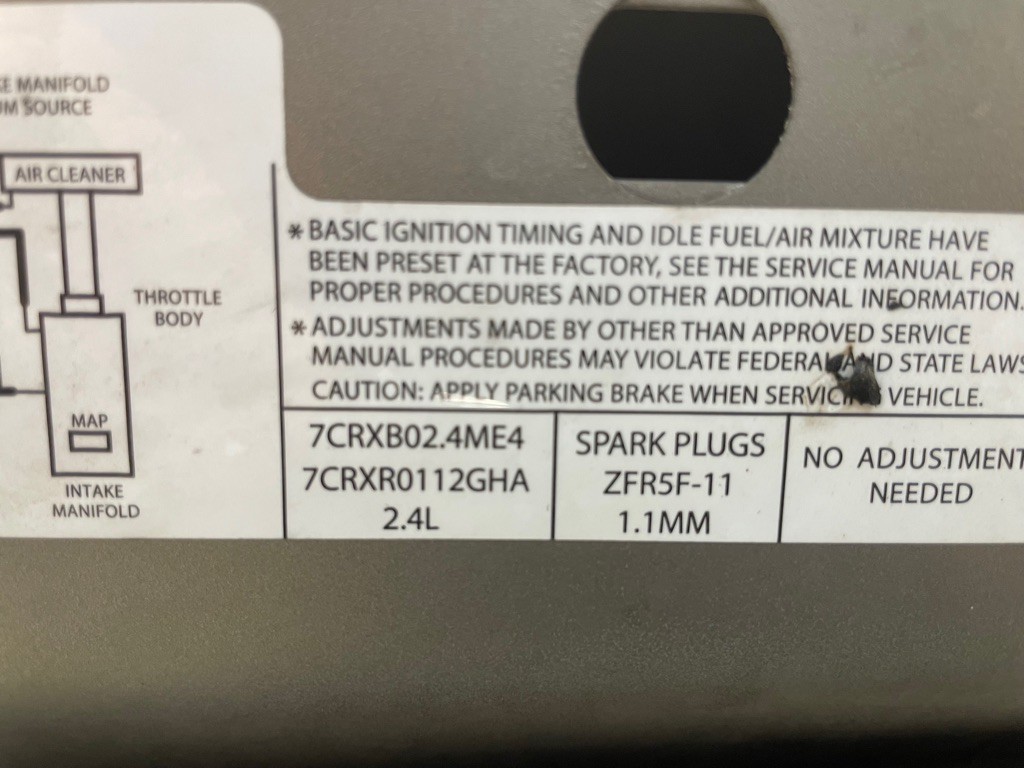 MANIFOLD
SOURCE
AIR CLEANER
THROTTLE
BODY
MAP
INTAKE
MANIFOLD
* BASIC IGNITION TIMING AND IDLE FUEL/AIR MIXTURE HAVE
BEEN PRESET AT THE FACTORY, SEE THE SERVICE MANUAL FOR
PROPER PROCEDURES AND OTHER ADDITIONAL INFORMATION.
* ADJUSTMENTS MADE BY OTHER THAN APPROVED SERVICE
MANUAL PROCEDURES MAY VIOLATE FEDERAL AND STATE LAWS
CAUTION: APPLY PARKING BRAKE WHEN SERVICING VEHICLE.
7CRXB02.4ME4
7CRXR0112GHA
2.4L
SPARK PLUGS
ZFR5F-11
1.1MM
NO ADJUSTMENT
NEEDED